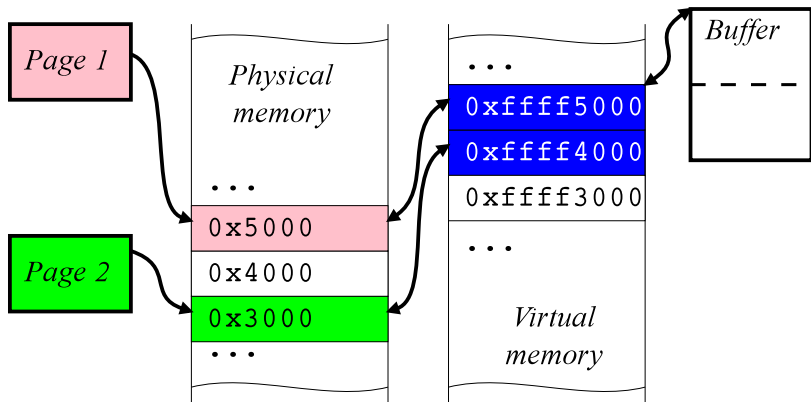 Page 1
Page 2
Physical
memory
...
0x5000
0x4000
0x3000
...
...
0xffff5000
0xffff4000
0xffff3000
...
Virtual
memory
Buffer